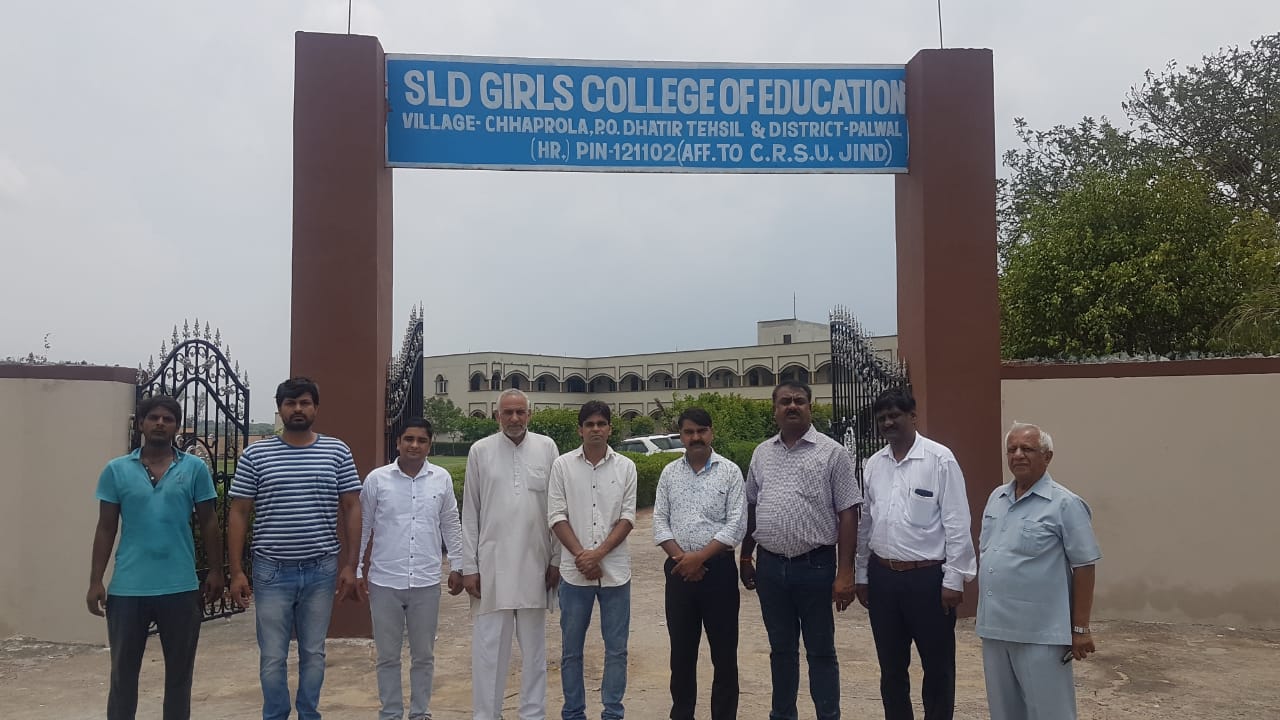 SLD GIRLS COLLEGE OF EDUCATION
VILLAGE- CHHAPROLA, P.O. DHATIR TEHSIL & DISTRICT-PALWAL
(HR.) PIN-121102 (AFF. TO C.R.S.U. JIND)